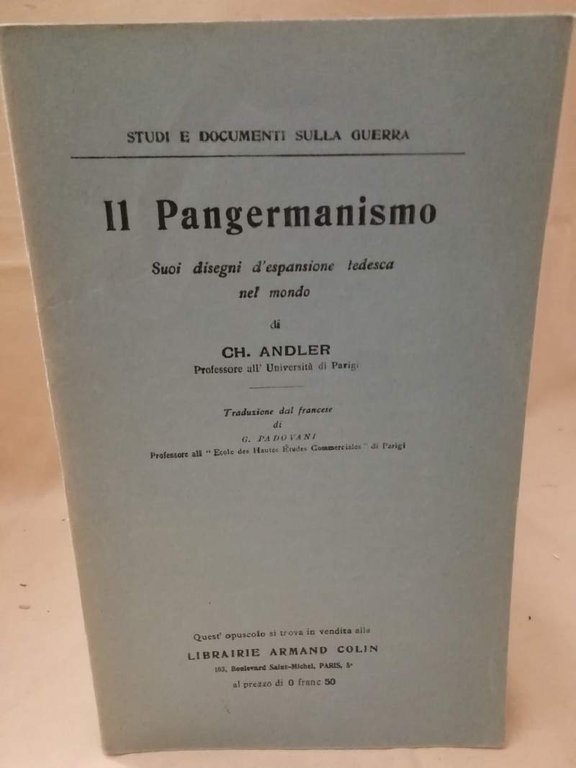 STUDI E DOCUMENTI SULLA GUERRA
Il Pangermanismo
Suoi disegni d'espansione tedesca
nel mondo
di
CH. ANDLER
Professore all' Università di Parigi
Traduzione dal francese
di
G. PADOVANI
Professore all " Ecole des Hautes Études Commerciales " di Parigi
Quest' opuscolo si trova in vendita alla
LIBRAIRIE ARMAND COLIN
103, Boulevard Saint-Michel, PARIS, 5e
al prezzo di 0 franc 50